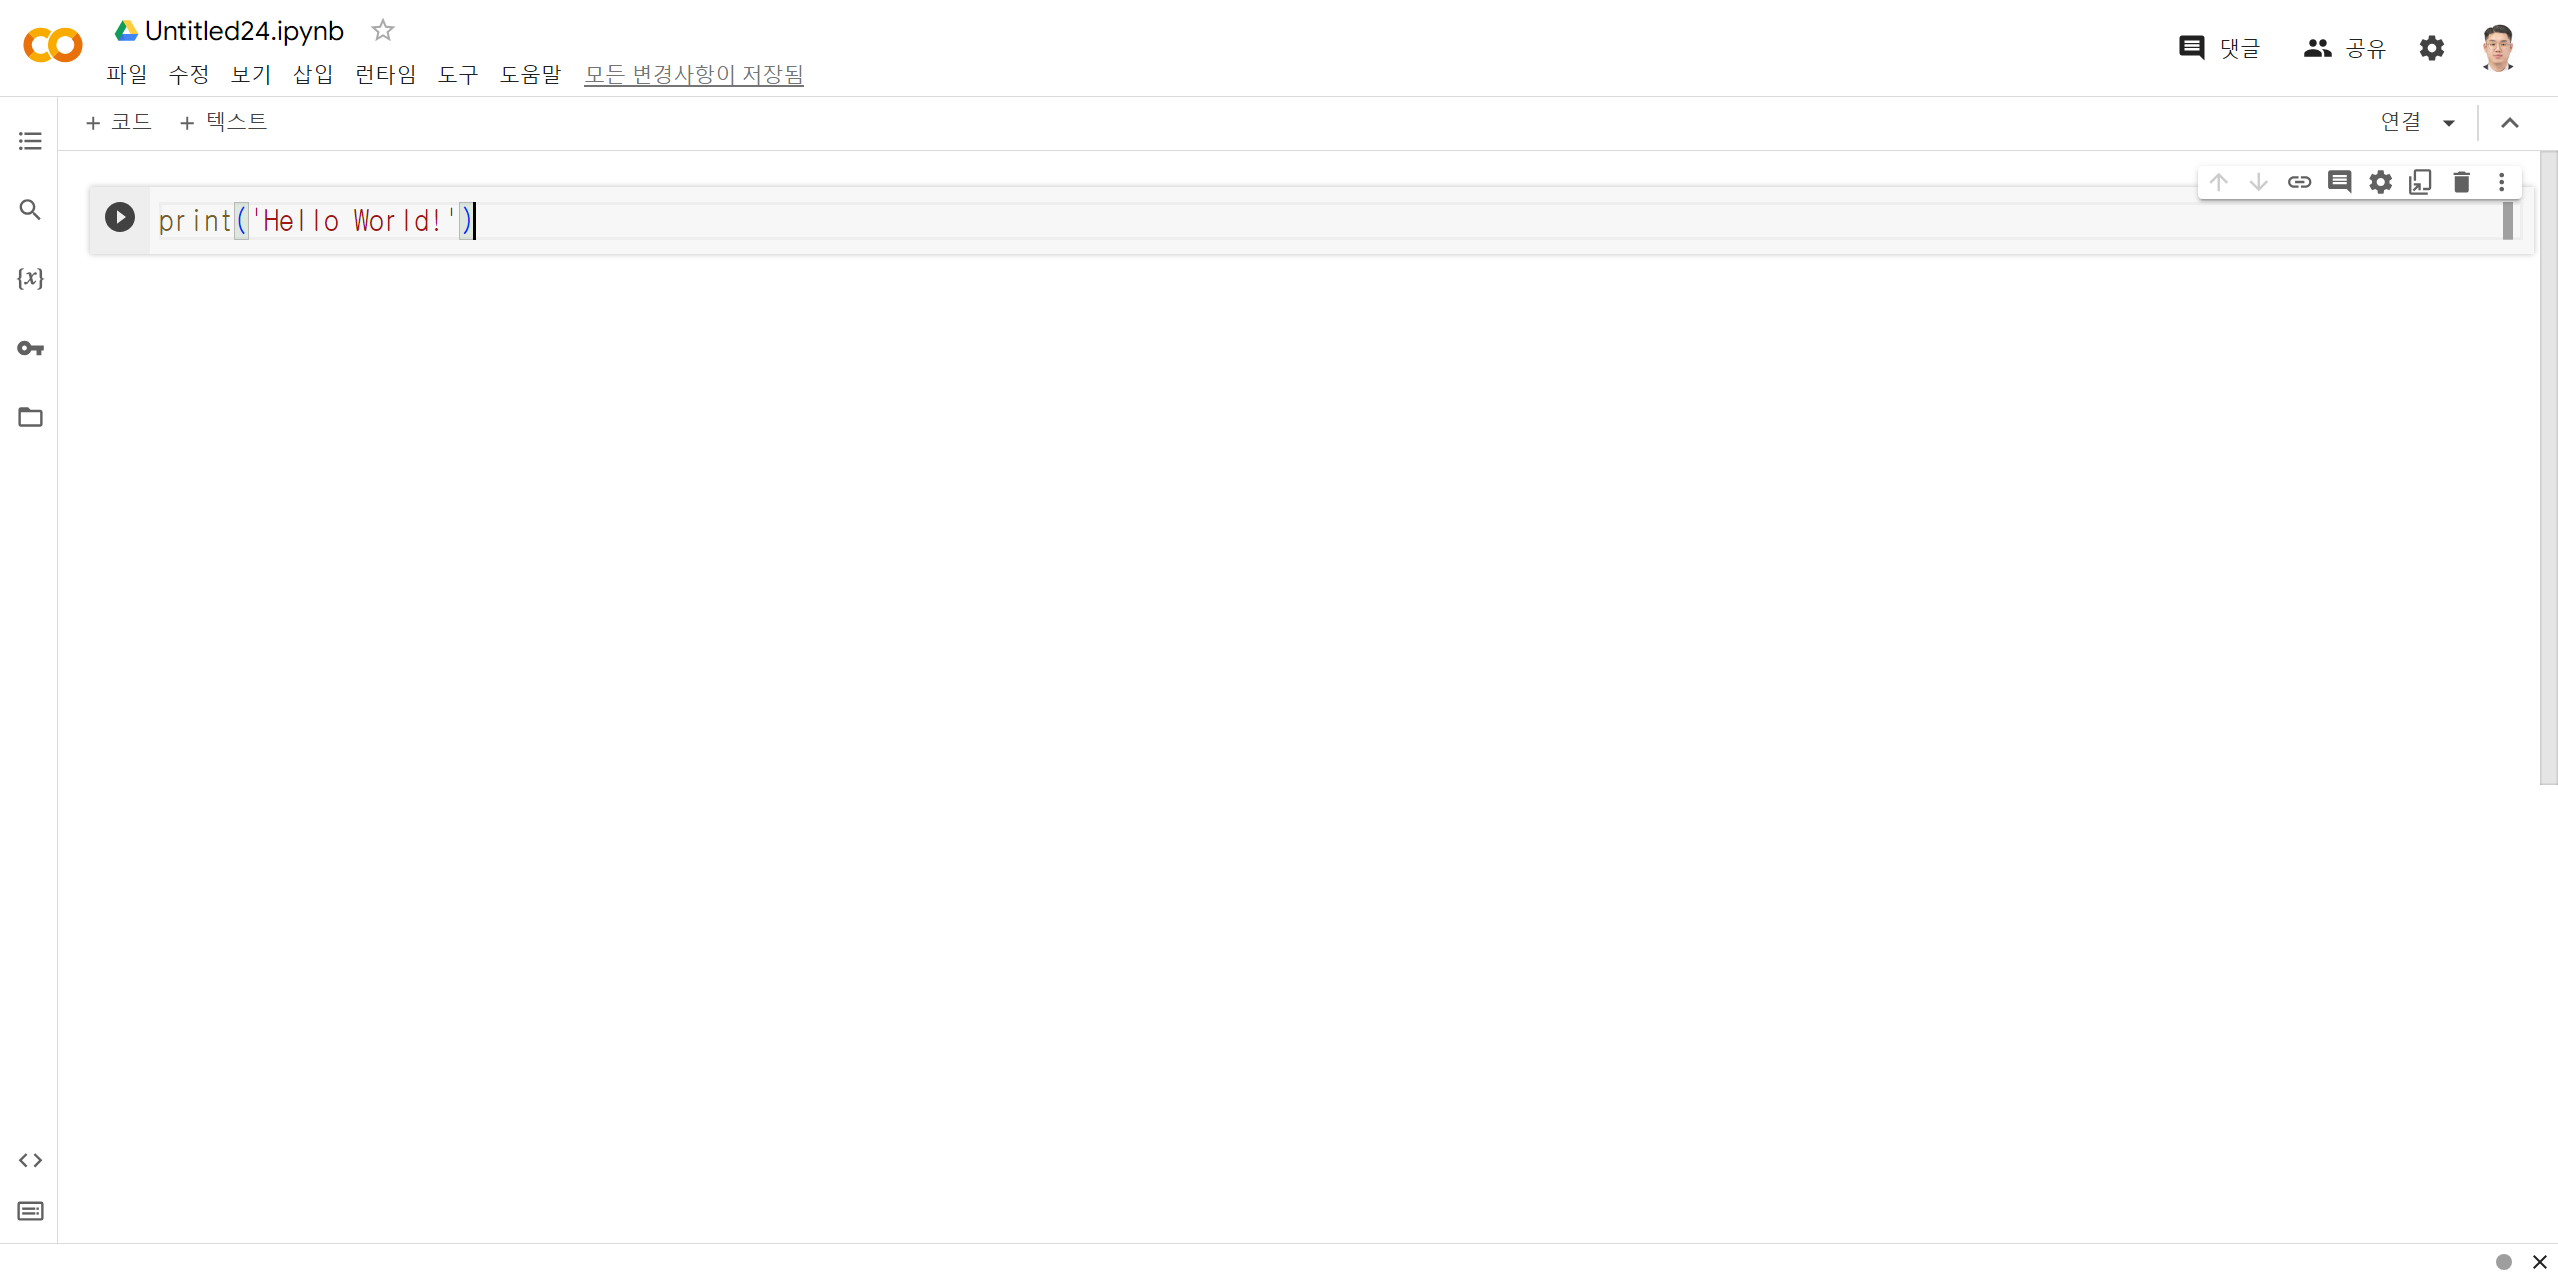 Untitled24.ipynb
파일 수정 보기 삽입 런타임 도구 도움말 모든 변경사항이 저장됨
댓글 공유
+ 코드 + 텍스트
연결
print('Hello World!')
{x}